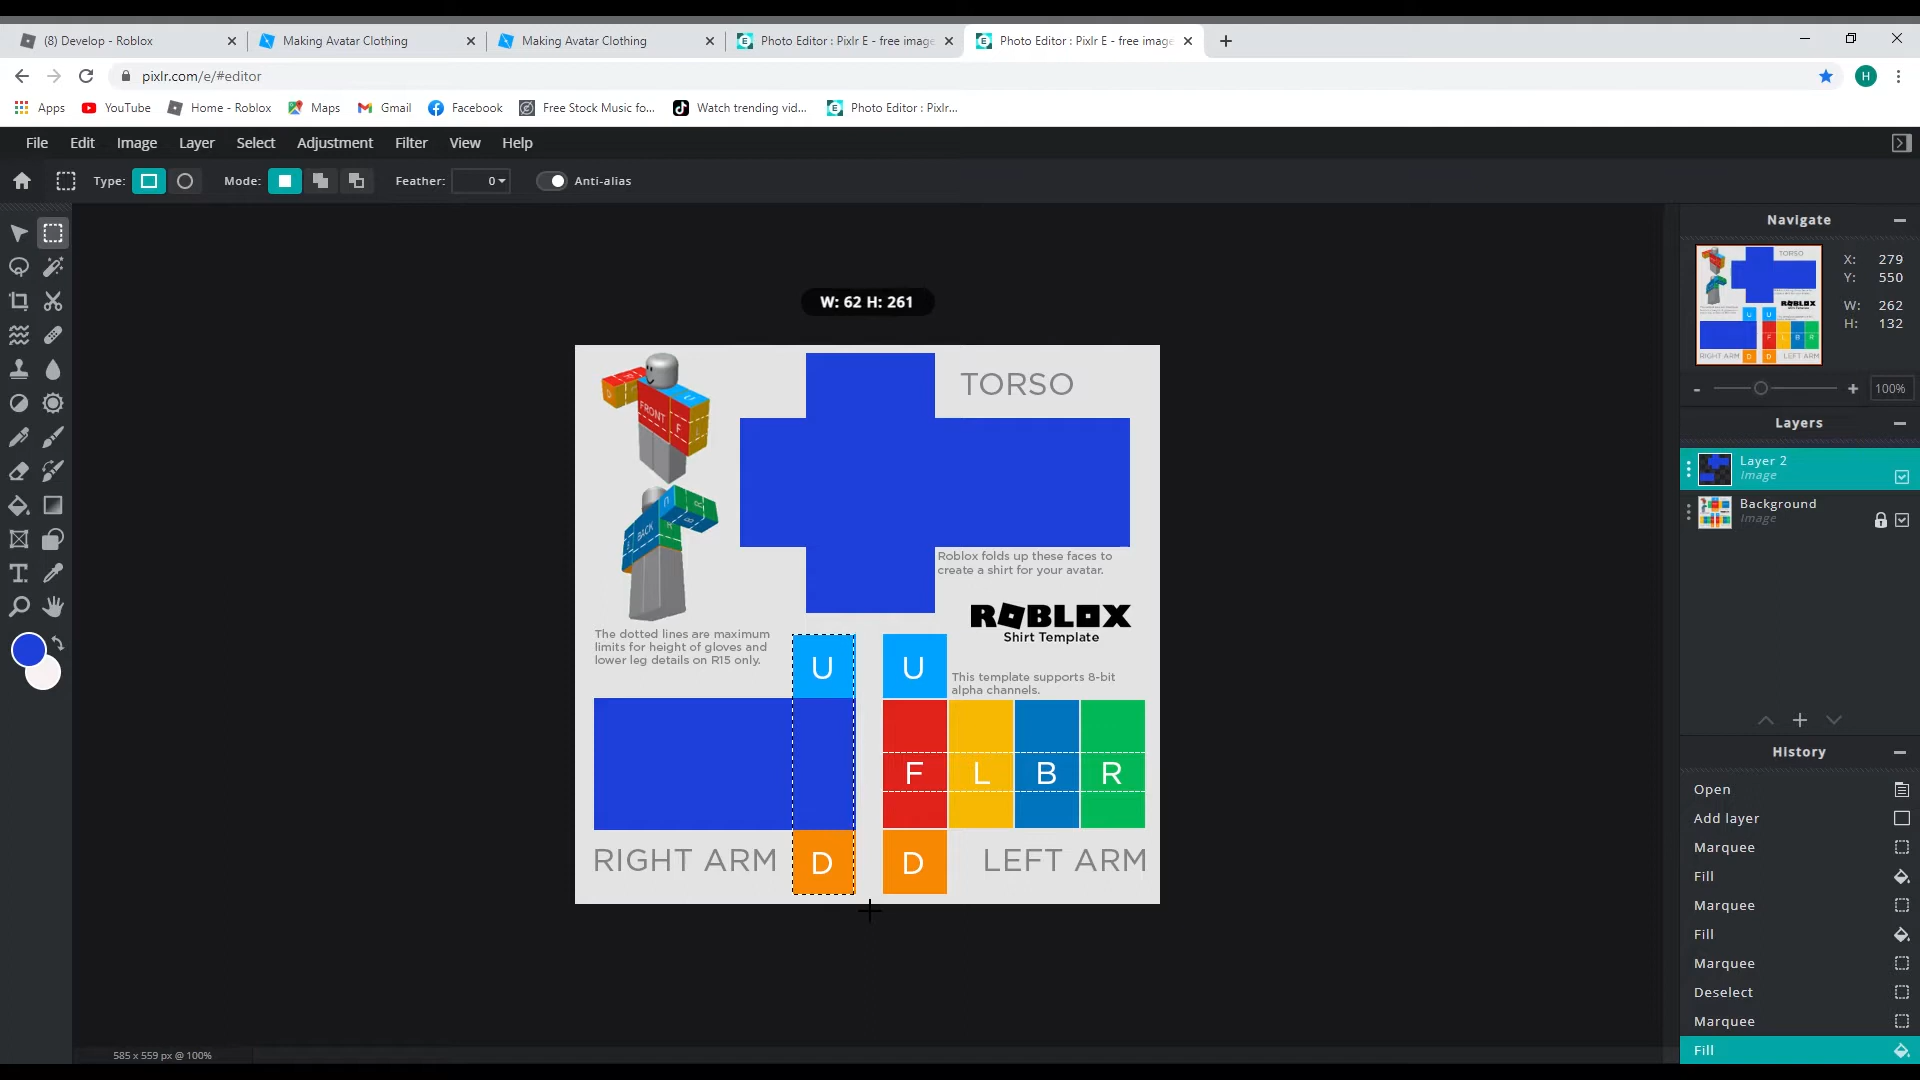 (8) Develop - Roblox
Making Avatar Clothing
Making Avatar Clothing
Photo Editor : Pixlr E - free image
Photo Editor : Pixlr E - free image
pixlr.com/e/#editor
H
Apps
YouTube
Home - Roblox
Maps
Gmail
Facebook
Free Stock Music fo...
Watch trending vid...
Photo Editor : Pixlr...
File
Edit
Image
Layer
Select
Adjustment
Filter
View
Help
Type:
Mode:
Feather:
0
Anti-alias
W: 62 H: 261
TORSO
FRONT
F
L
U
BACK
Roblox folds up these faces to
create a shirt for your avatar.
ROBLOX
Shirt Template
The dotted lines are maximum
limits for height of gloves and
lower leg details on R15 only.
U
U
This template supports 8-bit
alpha channels.
F
L
B
R
RIGHT ARM
D
D
LEFT ARM
585 x 559 px @ 100%
Navigate
TORSO
ROBLOX
U
U
F
L
B
R
RIGHT ARM
D
D
LEFT ARM
X: 279
Y: 550
W: 262
H: 132
100%
Layers
Layer 2
Image
Background
Image
History
Open
Add layer
Marquee
Fill
Marquee
Fill
Marquee
Deselect
Marquee
Fill